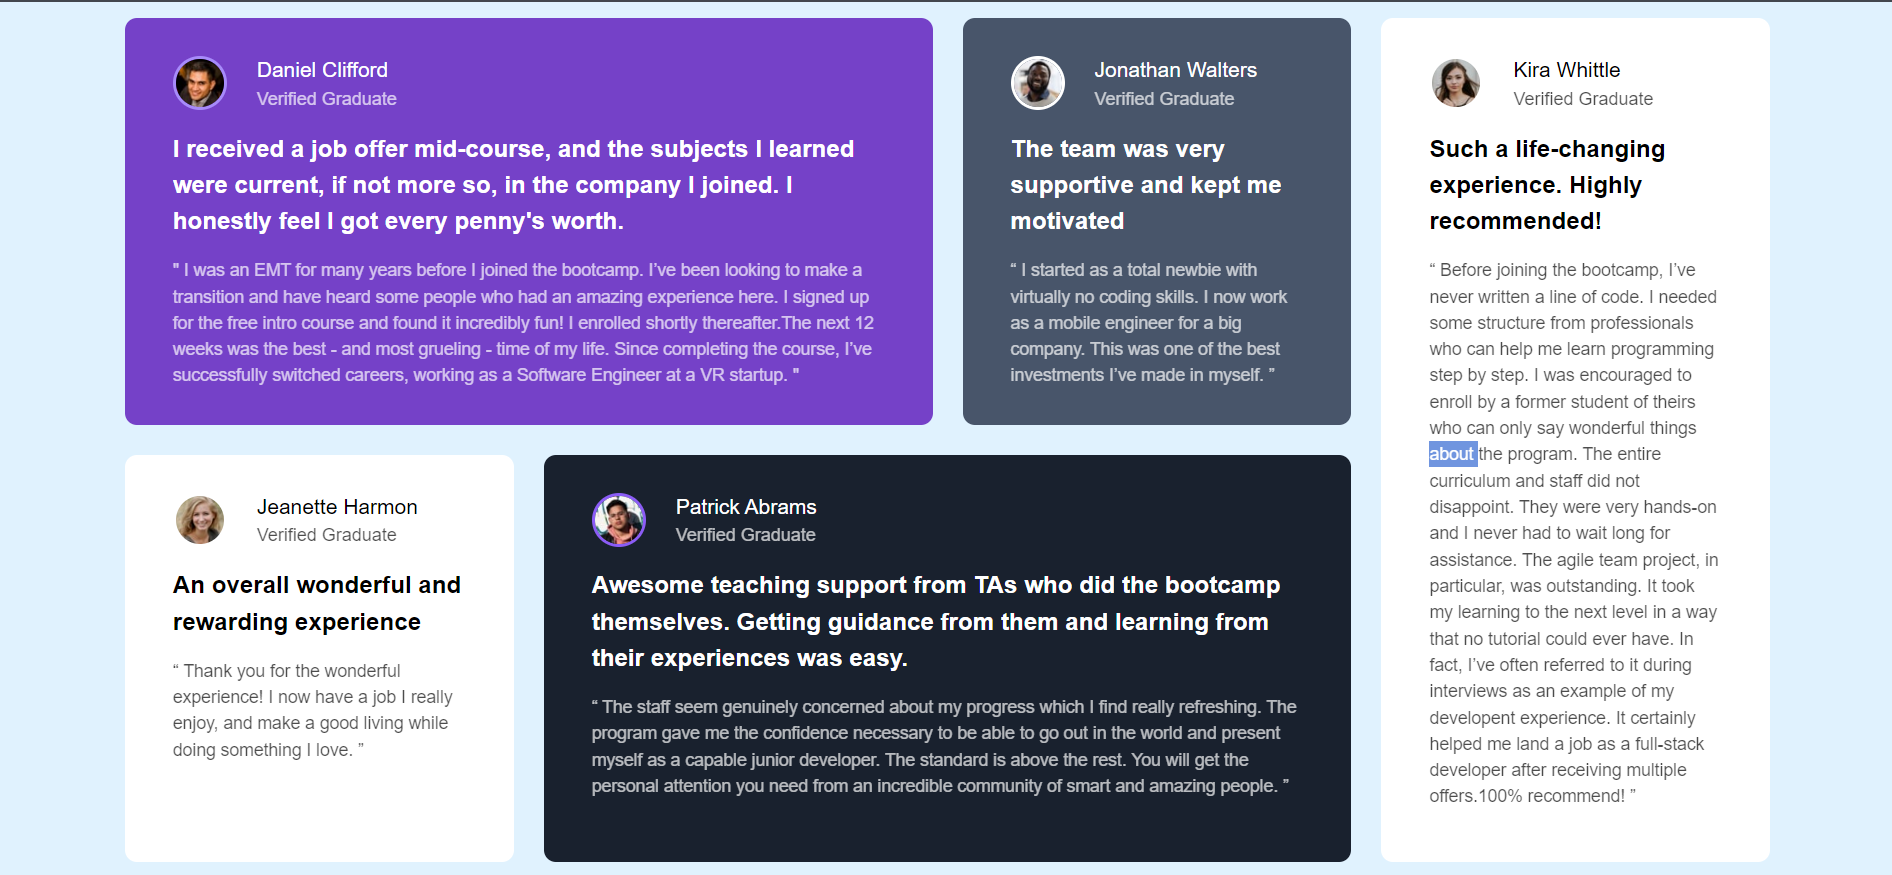 Daniel Clifford
Verified Graduate
I received a job offer mid-course, and the subjects I learned
were current, if not more so, in the company I joined. I
honestly feel I got every penny's worth.
" I was an EMT for many years before I joined the bootcamp. I’ve been looking to make a
transition and have heard some people who had an amazing experience here. I signed up
for the free intro course and found it incredibly fun! I enrolled shortly thereafter.The next 12
weeks was the best - and most grueling - time of my life. Since completing the course, I’ve
successfully switched careers, working as a Software Engineer at a VR startup. "
Jonathan Walters
Verified Graduate
The team was very
supportive and kept me
motivated
“ I started as a total newbie with
virtually no coding skills. I now work
as a mobile engineer for a big
company. This was one of the best
investments I’ve made in myself. ”
Kira Whittle
Verified Graduate
Such a life-changing
experience. Highly
recommended!
“ Before joining the bootcamp, I’ve
never written a line of code. I needed
some structure from professionals
who can help me learn programming
step by step. I was encouraged to
enroll by a former student of theirs
who can only say wonderful things
about the program. The entire
curriculum and staff did not
disappoint. They were very hands-on
and I never had to wait long for
assistance. The agile team project, in
particular, was outstanding. It took
my learning to the next level in a way
that no tutorial could ever have. In
fact, I’ve often referred to it during
interviews as an example of my
developent experience. It certainly
helped me land a job as a full-stack
developer after receiving multiple
offers.100% recommend! ”
Jeanette Harmon
Verified Graduate
An overall wonderful and
rewarding experience
“ Thank you for the wonderful
experience! I now have a job I really
enjoy, and make a good living while
doing something I love. ”
Patrick Abrams
Verified Graduate
Awesome teaching support from TAs who did the bootcamp
themselves. Getting guidance from them and learning from
their experiences was easy.
“ The staff seem genuinely concerned about my progress which I find really refreshing. The
program gave me the confidence necessary to be able to go out in the world and present
myself as a capable junior developer. The standard is above the rest. You will get the
personal attention you need from an incredible community of smart and amazing people. ”